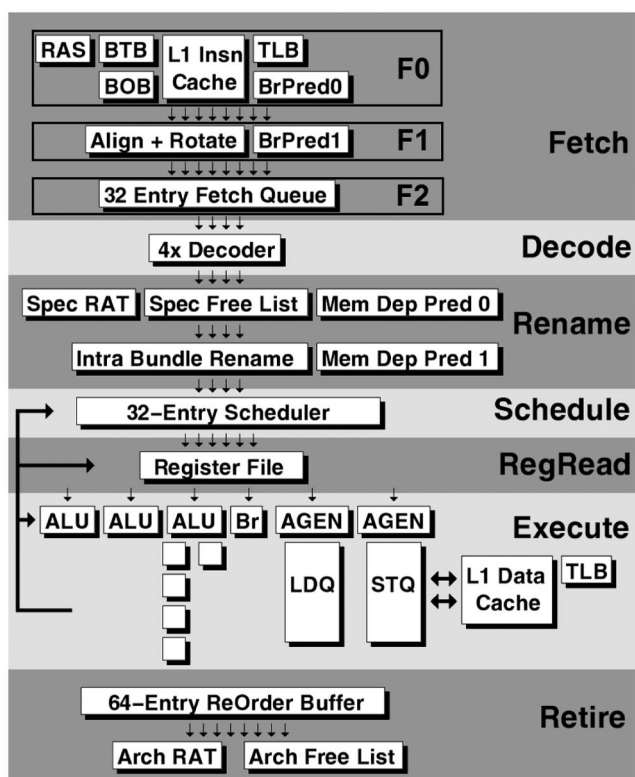 RAS BTB L1 Insn TLB F0
Cache
BOB BrPred0
Align + Rotate BrPred1 F1
Fetch
32 Entry Fetch Queue F2
4x Decoder Decode
Spec RAT Spec Free List Mem Dep Pred 0
Rename
Intra Bundle Rename Mem Dep Pred 1
32−Entry Scheduler Schedule
Register File RegRead
ALU ALU ALU Br AGEN AGEN Execute
LDQ STQ L1 Data TLB
Cache
64−Entry ReOrder Buffer
Retire
Arch RAT Arch Free List